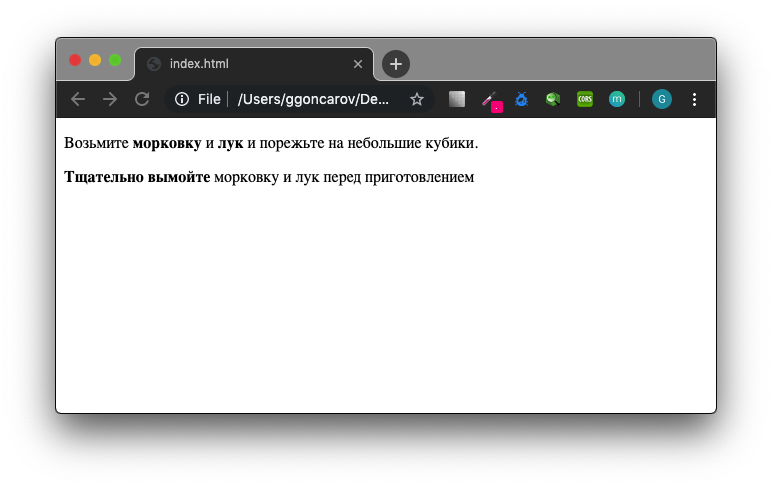 index.html
File
/Users/ggoncarov/De...
CORS
m
G
Возьмите морковку и лук и порежьте на небольшие кубики.
Тщательно вымойте морковку и лук перед приготовлением